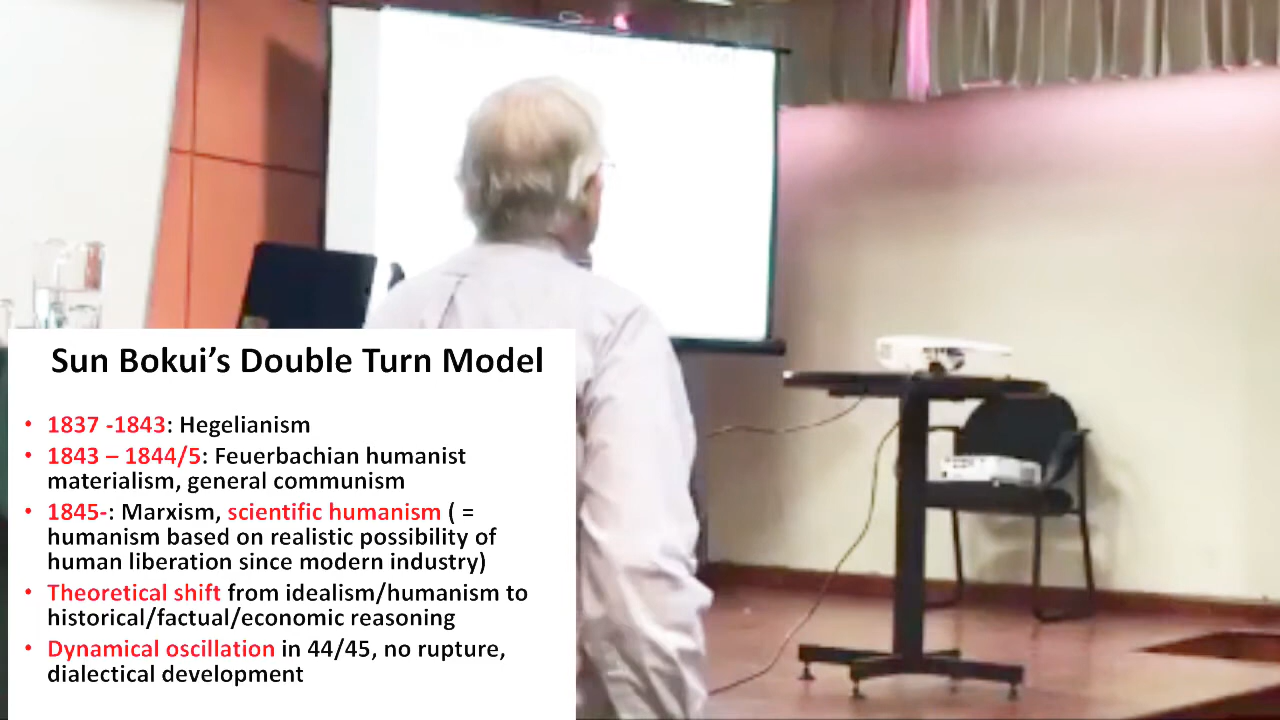 Sun Bokui’s Double Turn Model
• 1837 -1843: Hegelianism
• 1843 – 1844/5: Feuerbachian humanist
materialism, general communism
• 1845-: Marxism, scientific humanism ( =
humanism based on realistic possibility of
human liberation since modern industry)
• Theoretical shift from idealism/humanism to
historical/factual/economic reasoning
• Dynamical oscillation in 44/45, no rupture,
dialectical development